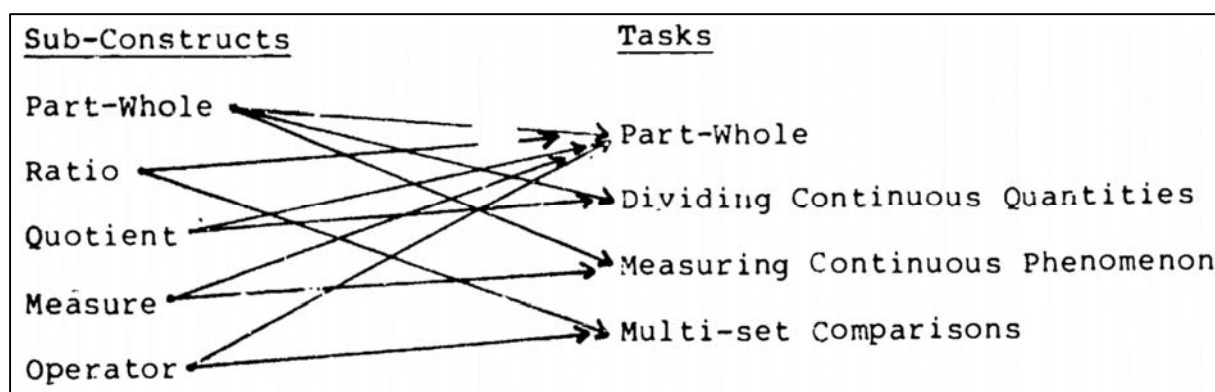 Sub-Constructs
Tasks
Part-Whole
Ratio
Quotient
Measure
Operator
Part-Whole
Dividing Continuous Quantities
Measuring Continuous Phenomenon
Multi-set Comparisons